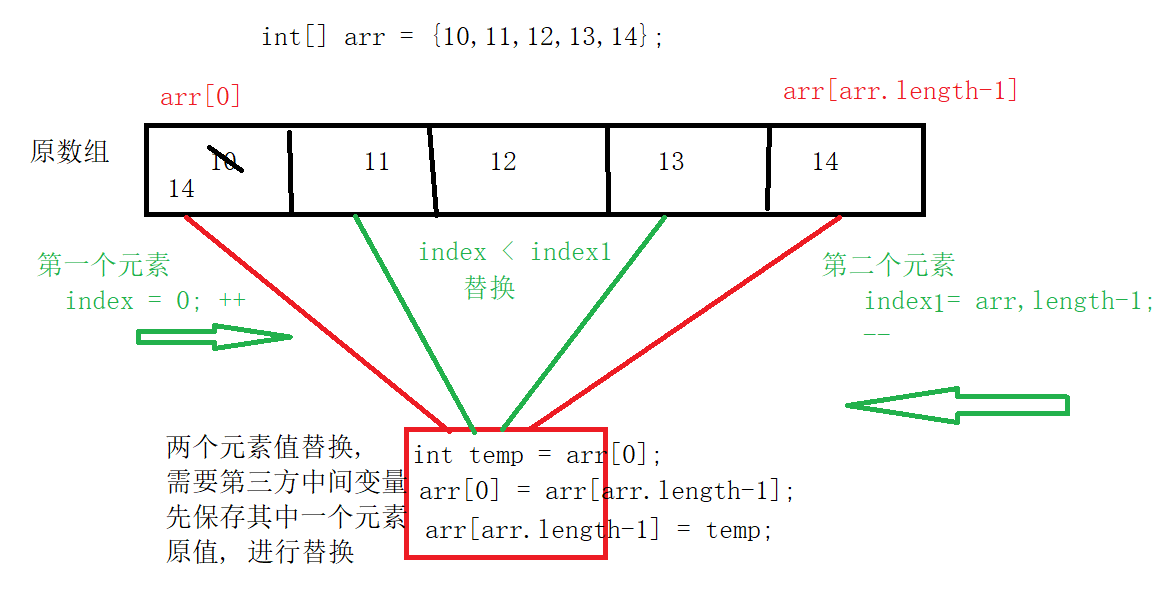 int[] arr = {10,11,12,13,14};
arr[0]
arr[arr.length-1]
原数组
10
11
12
13
14
14
index < index1
替换
第一个元素
index = 0; ++
第二个元素
index1= arr,length-1;
--
两个元素值替换,
需要第三方中间变量
先保存其中一个元素
原值, 进行替换
int temp = arr[0];
arr[0] = arr[arr.length-1];
arr[arr.length-1] = temp;